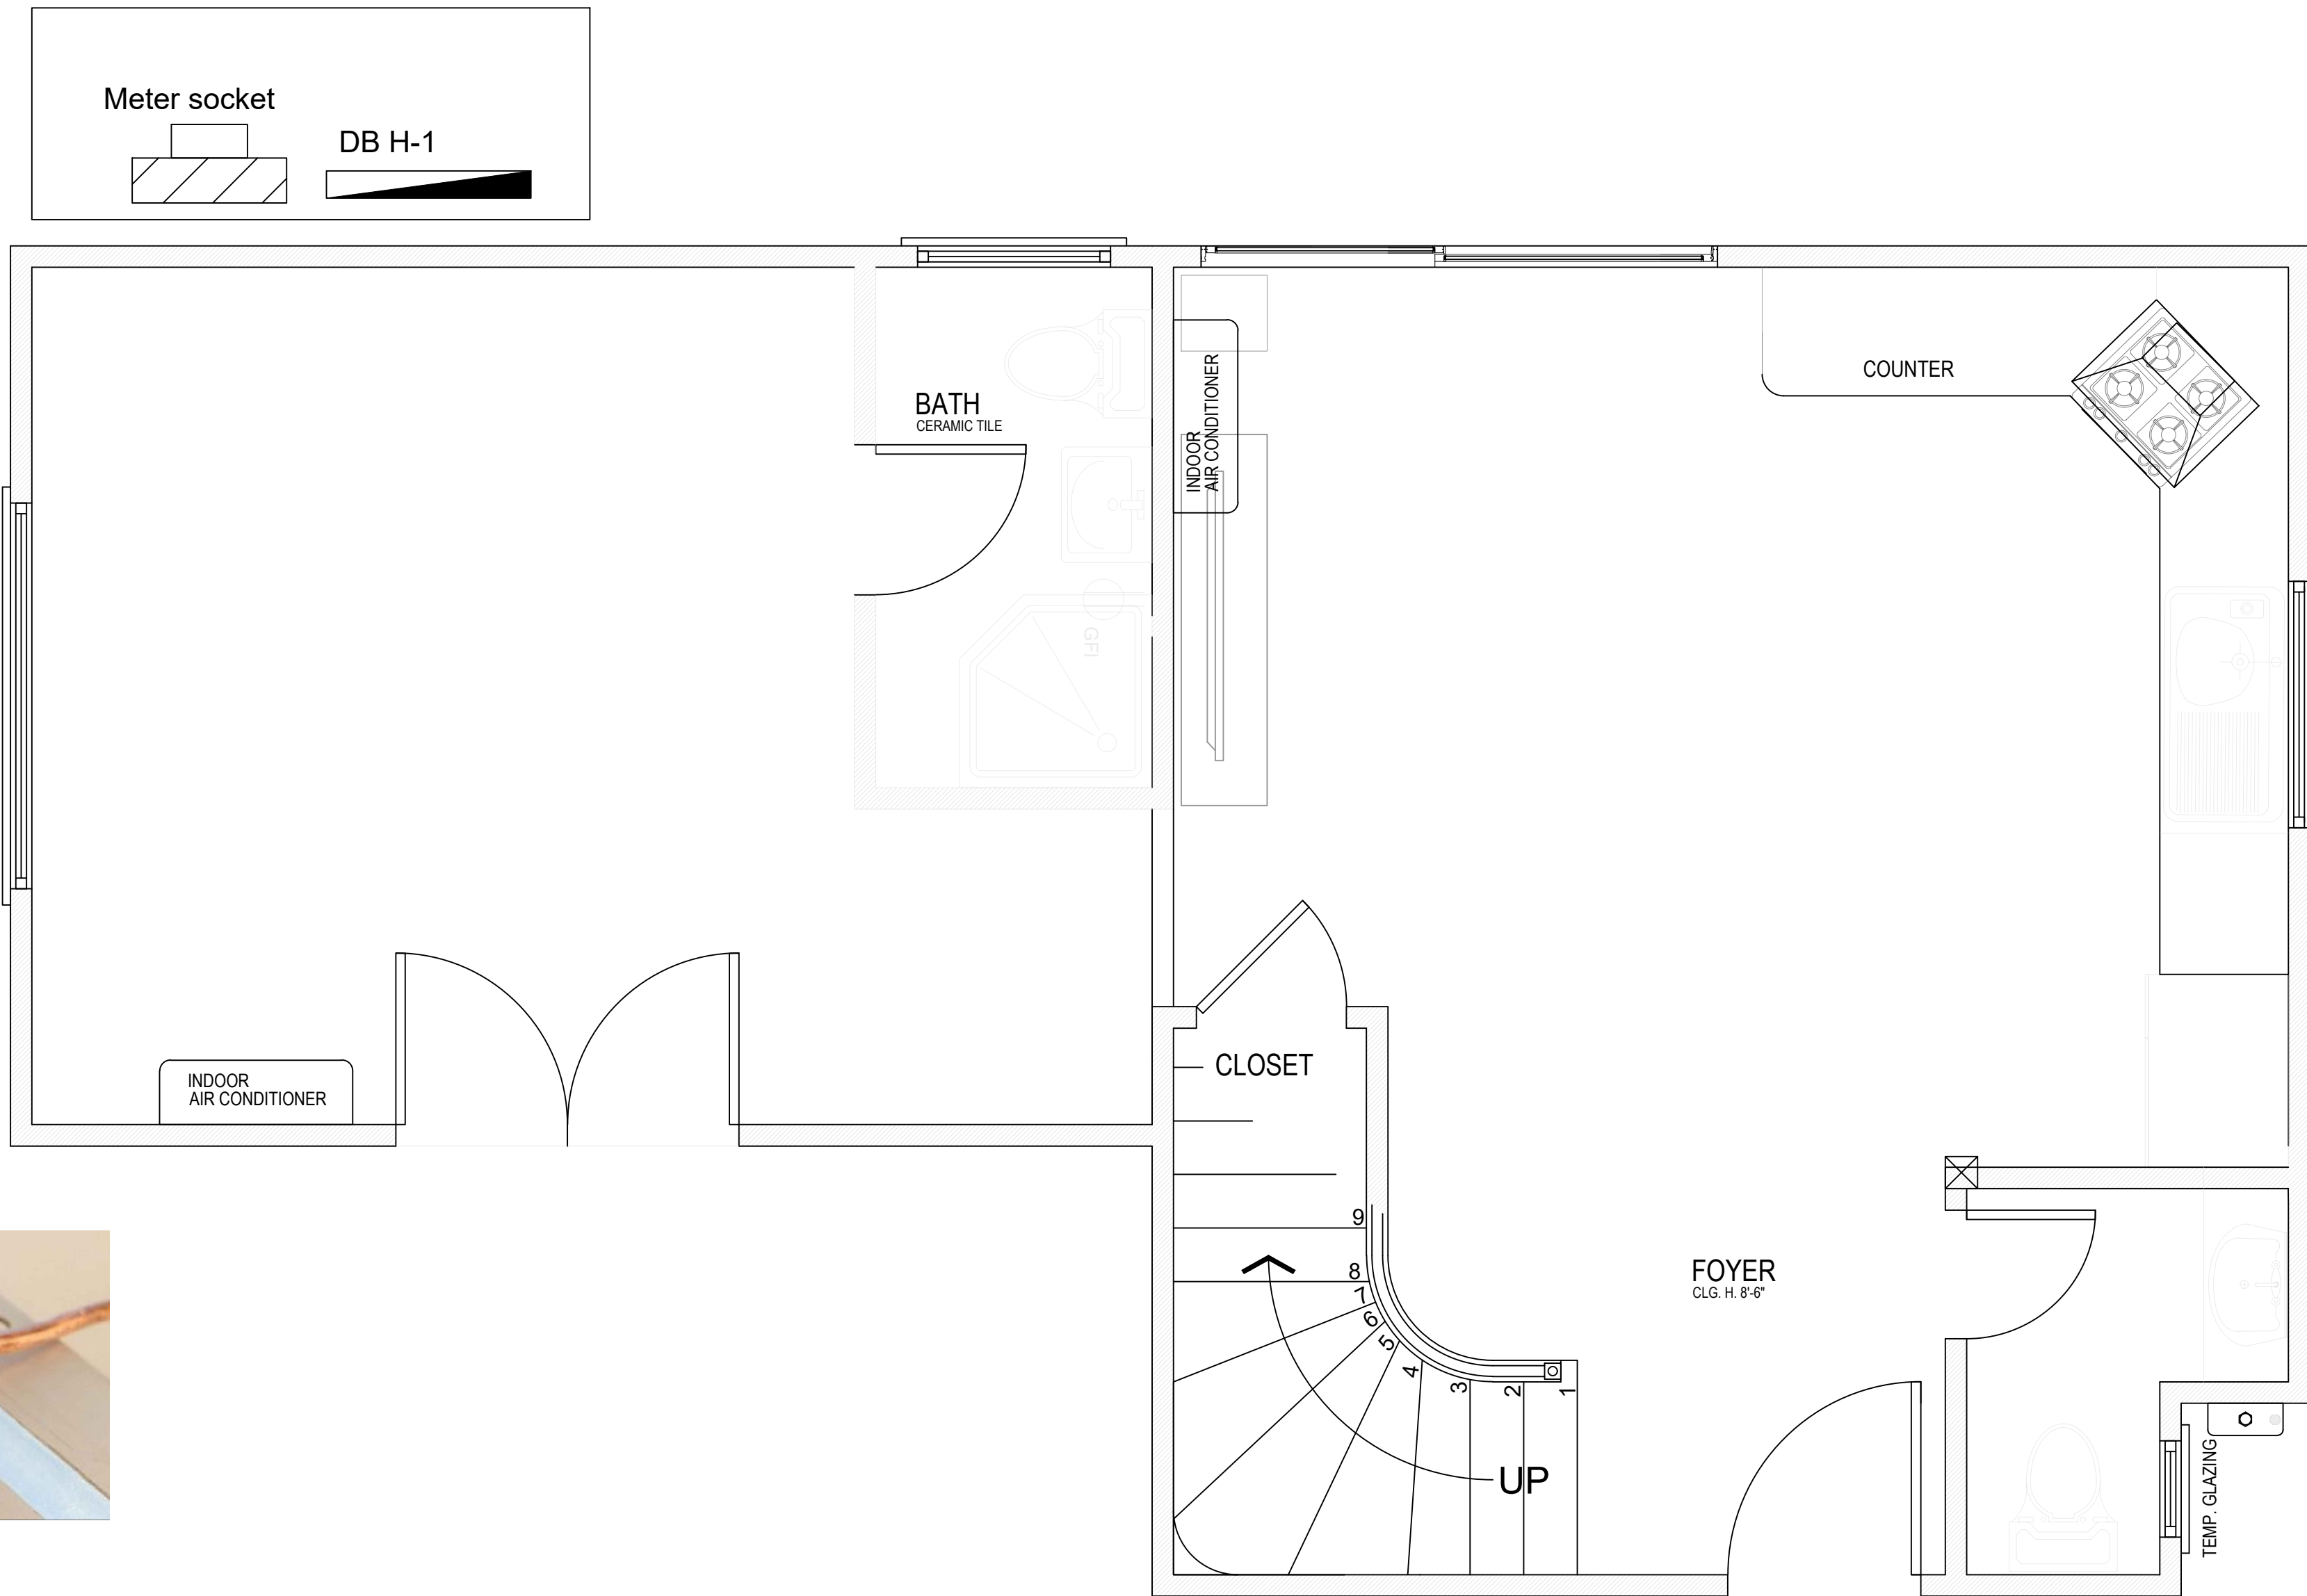 Meter socket
DB H-1
BATH
CERAMIC TILE
INDOOR
AIR CONDITIONER
COUNTER
GFI
CLOSET
INDOOR
AIR CONDITIONER
9
8
7
6
5
4
3
2
1
UP
FOYER
CLG. H. 8'-6"
TEMP. GLAZING